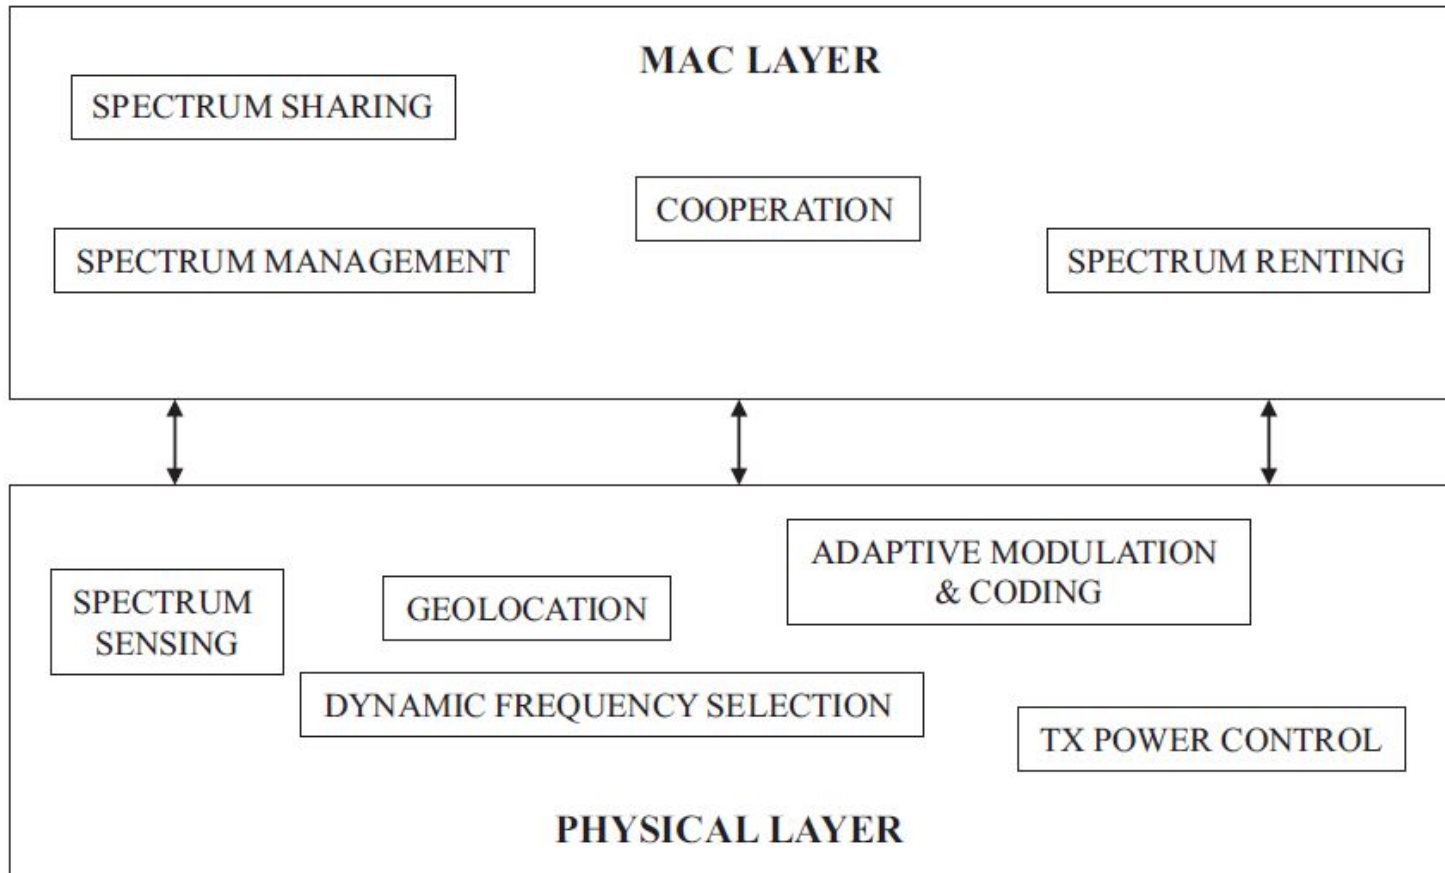 MAC LAYER
SPECTRUM SHARING
COOPERATION
SPECTRUM MANAGEMENT
SPECTRUM RENTING
ADAPTIVE MODULATION
& CODING
SPECTRUM
SENSING
GEOLOCATION
DYNAMIC FREQUENCY SELECTION
TX POWER CONTROL
PHYSICAL LAYER